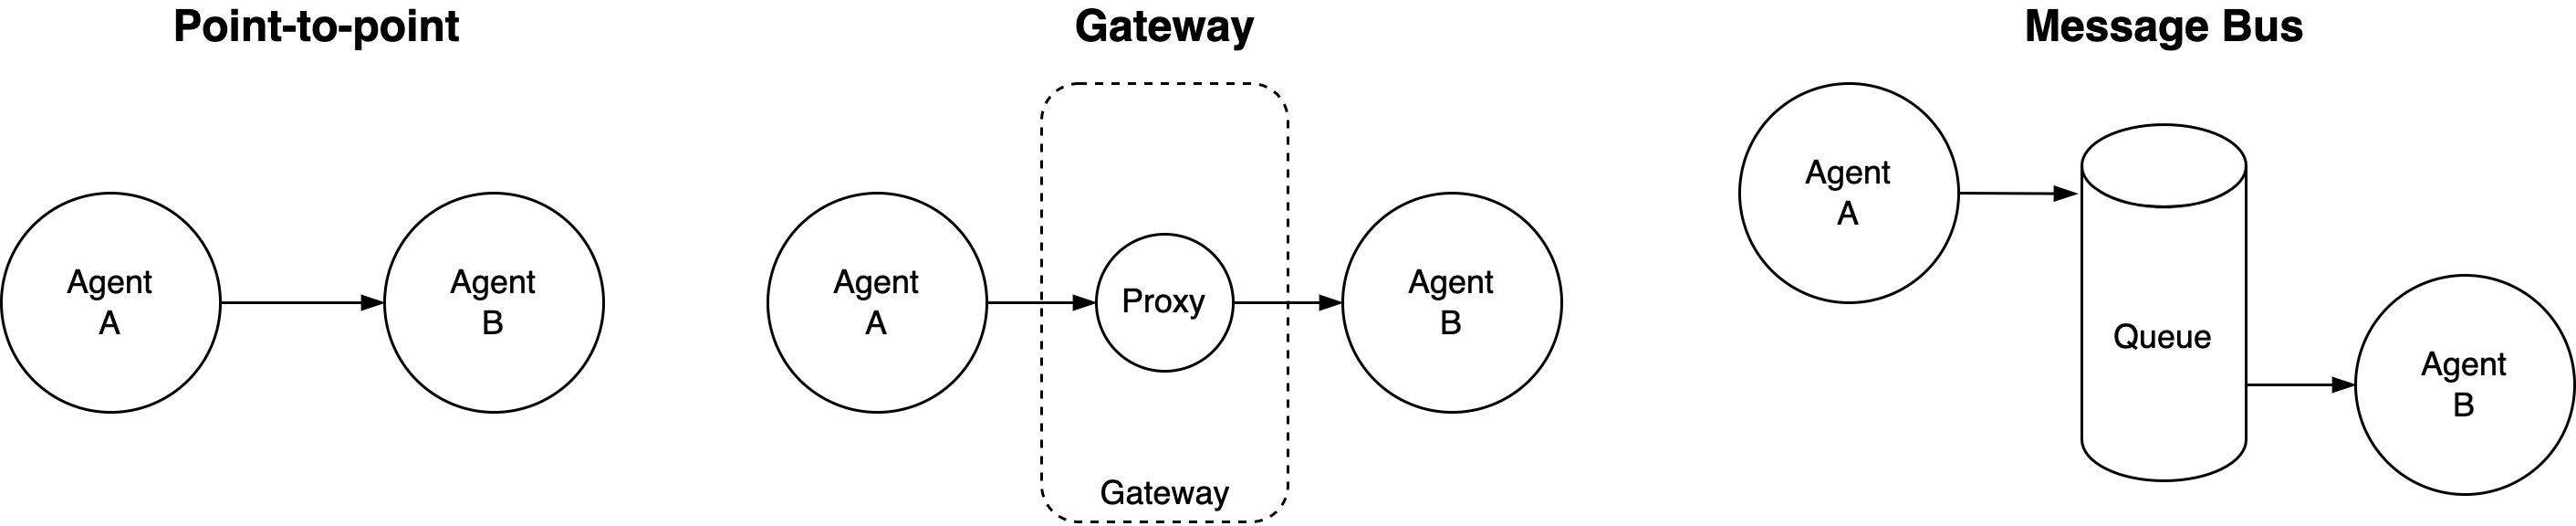 Point-to-point
Agent
A
Agent
B
Gateway
Agent
A
Proxy
Agent
B
Gateway
Message Bus
Agent
A
Queue
Agent
B